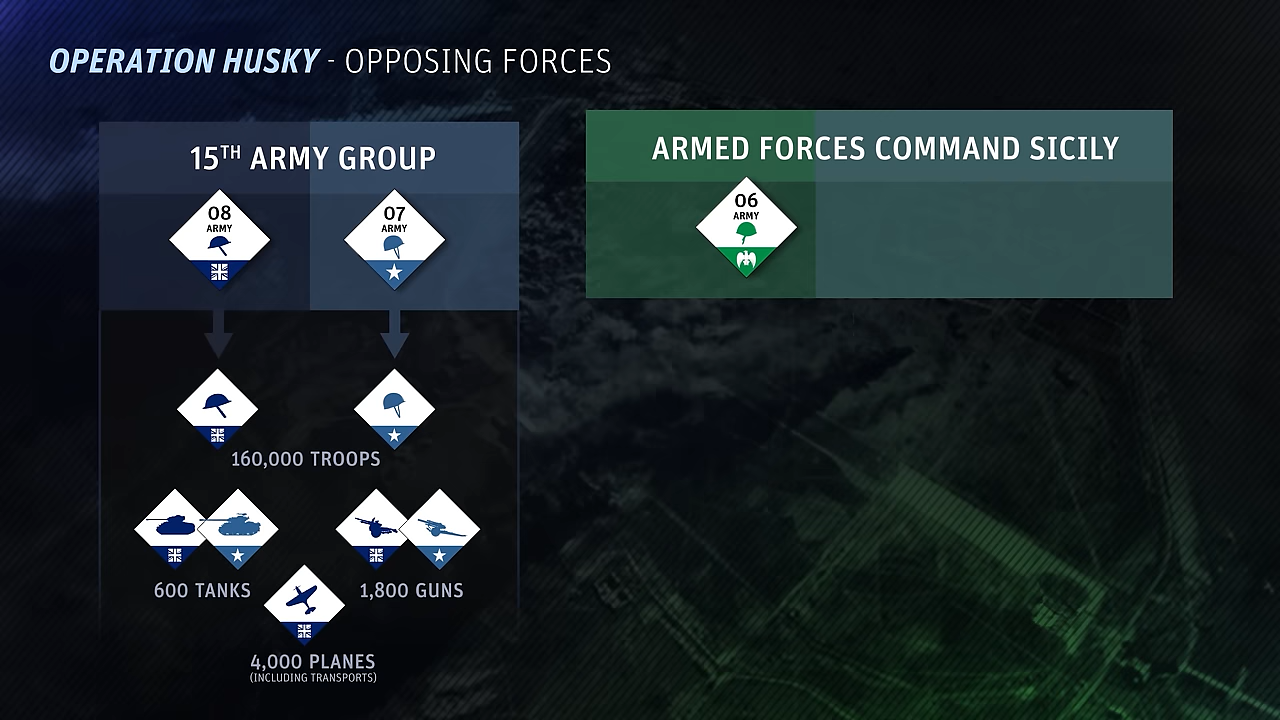 OPERATION HUSKY - OPPOSING FORCES
15TH ARMY GROUP
08
ARMY
07
ARMY
160,000 TROOPS
600 TANKS
1,800 GUNS
4,000 PLANES
(INCLUDING TRANSPORTS)
ARMED FORCES COMMAND SICILY
06
ARMY